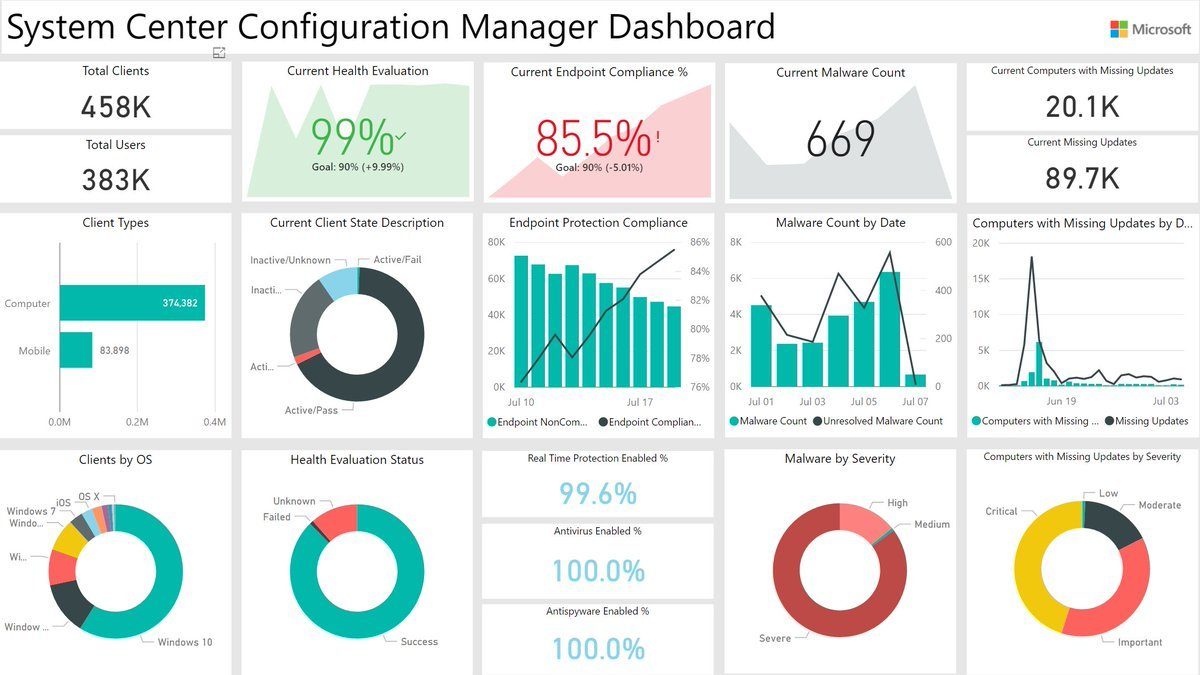 System Center Configuration Manager Dashboard
Microsoft
Total Clients
458K
Total Users
383K
Current Health Evaluation
99%
Goal: 90% (+9.99%)
Current Endpoint Compliance %
85.5%!
Goal: 90% (-5.01%)
Current Malware Count
669
Current Computers with Missing Updates
20.1K
Current Missing Updates
89.7K
Client Types
Computer
374,382
Mobile
83,898
0.0M 0.2M 0.4M
Current Client State Description
Inactive/Unknown
Active/Fail
Inacti...
Acti...
Active/Pass
Endpoint Protection Compliance
80K
60K
40K
20K
0K
86%
84%
82%
80%
78%
76%
Jul 10 Jul 17
Endpoint NonCom... Endpoint Complian...
Malware Count by Date
8K
6K
4K
2K
0K
600
400
200
0
Jul 01 Jul 03 Jul 05 Jul 07
Malware Count Unresolved Malware Count
Computers with Missing Updates by D...
20K
15K
10K
5K
0K
Jun 19 Jul 03
Computers with Missing ... Missing Updates
Clients by OS
OS X
iOS
Windows 7
Windo...
Wi...
Window ...
Windows 10
Health Evaluation Status
Unknown
Failed
Success
Real Time Protection Enabled %
99.6%
Antivirus Enabled %
100.0%
Antispyware Enabled %
100.0%
Malware by Severity
High
Medium
Severe
Computers with Missing Updates by Severity
Low
Moderate
Critical
Important